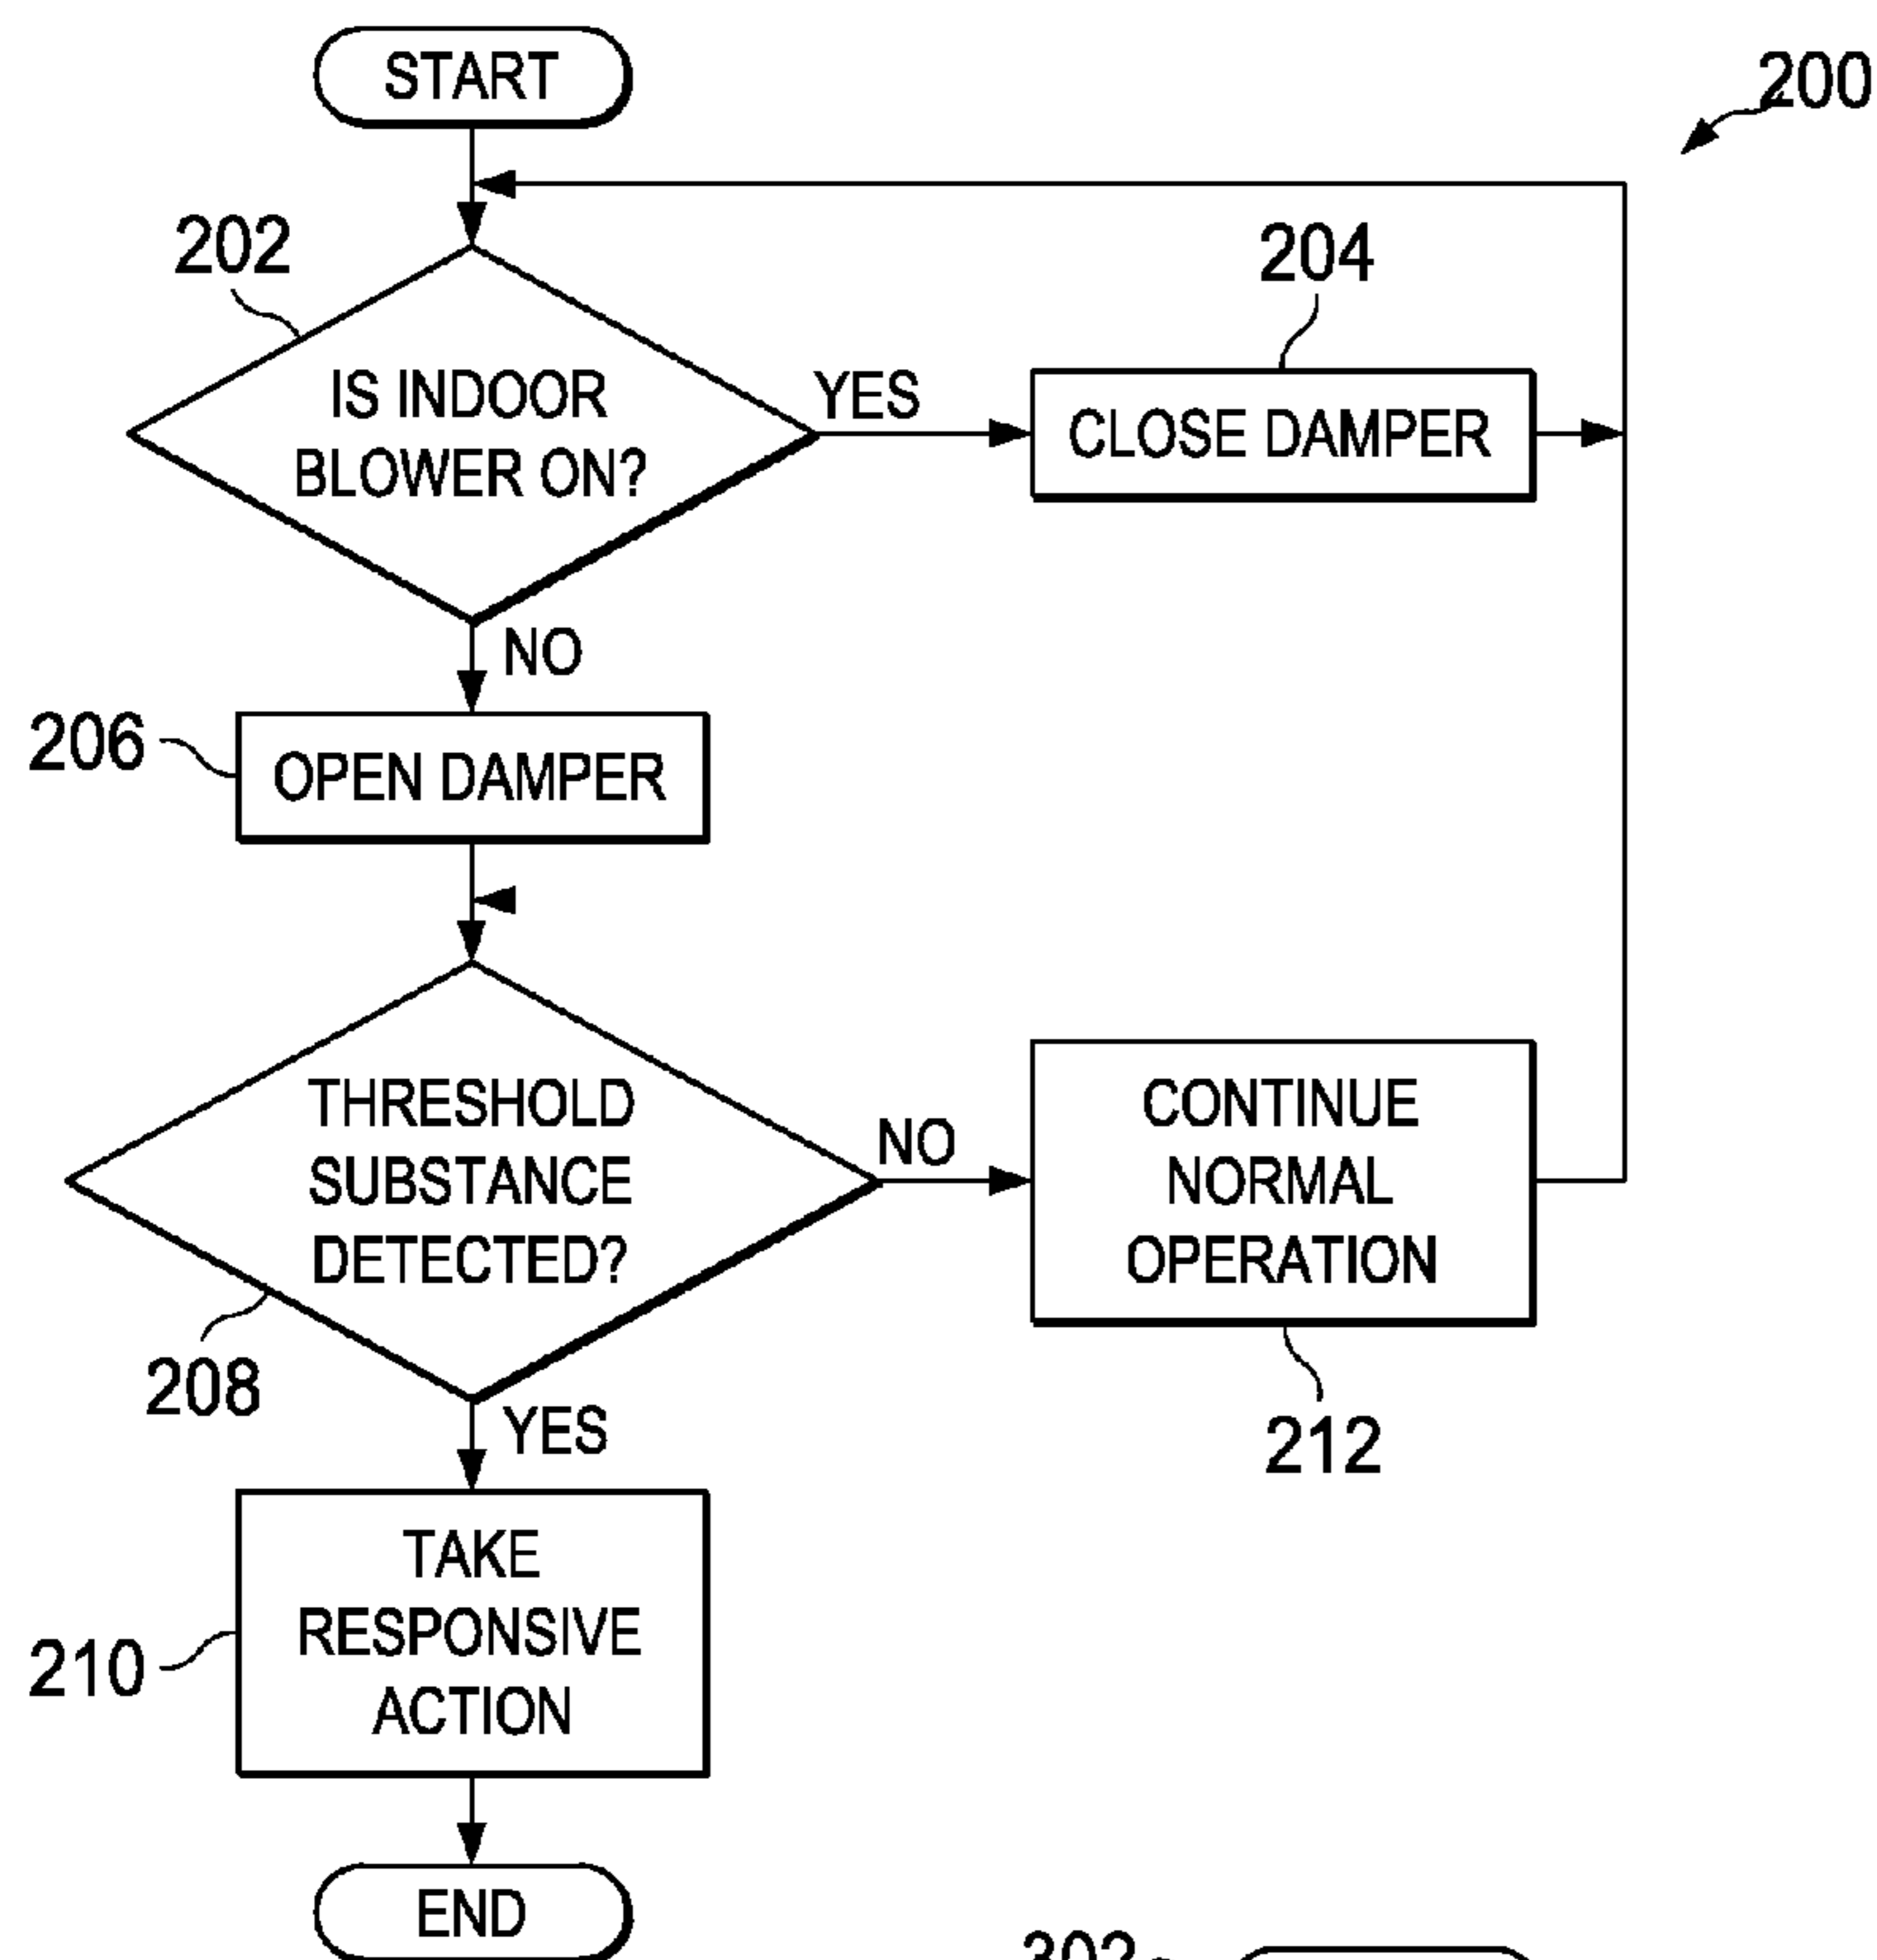 START
200
202
204
IS INDOOR
BLOWER ON?
YES
CLOSE DAMPER
NO
206
OPEN DAMPER
THRESHOLD
SUBSTANCE
DETECTED?
NO
CONTINUE
NORMAL
OPERATION
208
212
YES
TAKE
RESPONSIVE
ACTION
210
END
302